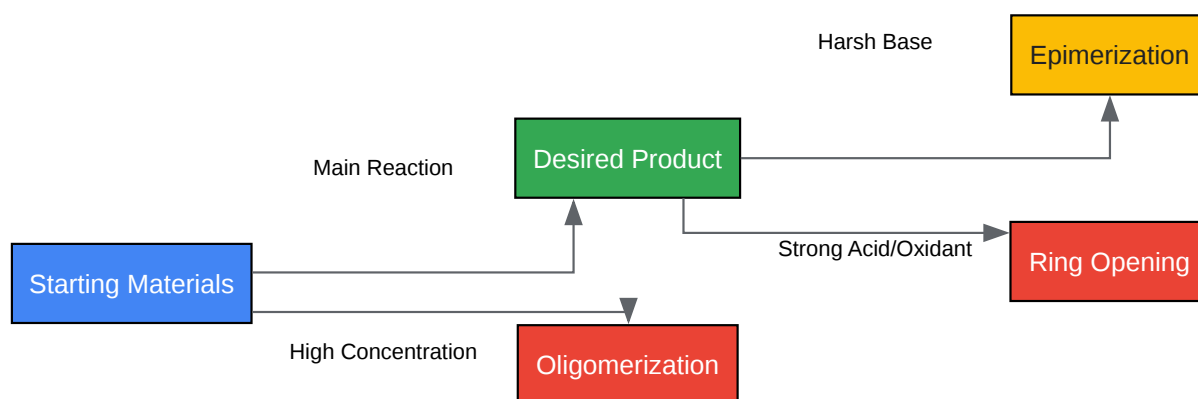 Harsh Base
Epimerization
Main Reaction
Desired Product
Strong Acid/Oxidant
Ring Opening
Starting Materials
High Concentration
Oligomerization